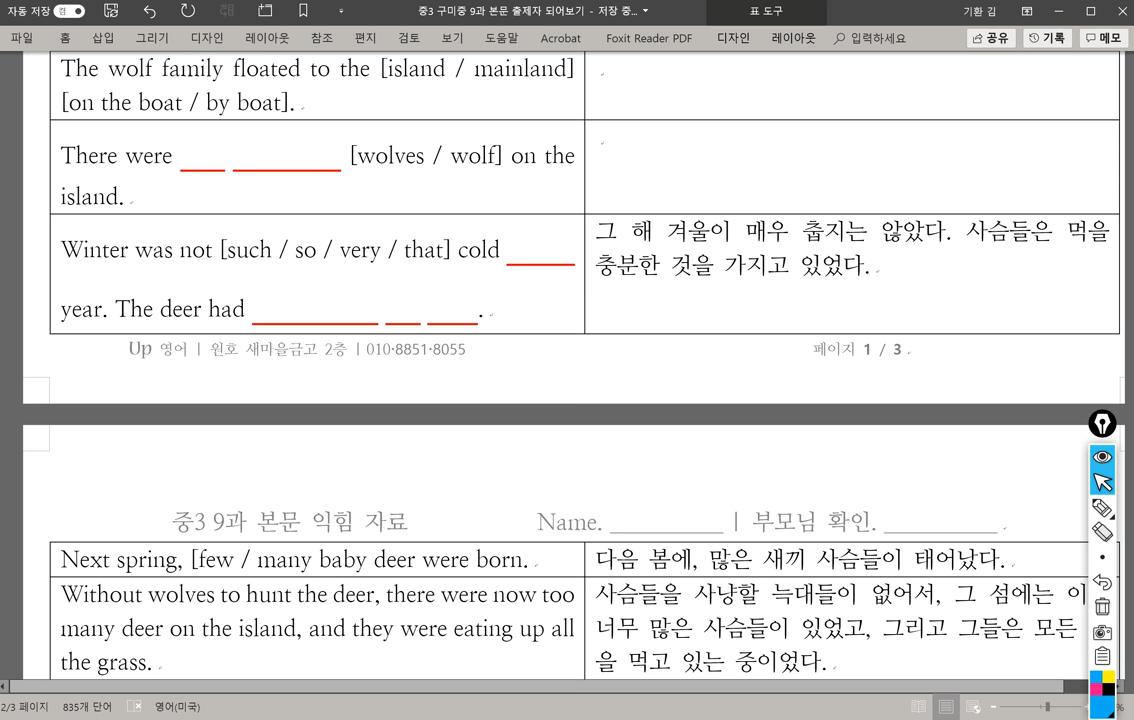 자동 저장 컴
중3 구미중 9과 본문 출제자 되어보기 - 저장 중...
표 도구
기환 김
파일 홈 삽입 그리기 디자인 레이아웃 참조 편지 검토 보기 도움말 Acrobat Foxit Reader PDF 디자인 레이아웃 입력하세요 공유 기록 메모
The wolf family floated to the [island / mainland]
[on the boat / by boat].
There were ___ ___ [wolves / wolf] on the
island.
Winter was not [such / so / very / that] cold ___
year. The deer had ___ ___ ___.
그 해 겨울이 매우 춥지는 않았다. 사슴들은 먹을
충분한 것을 가지고 있었다.
Up 영어 | 원호 새마을금고 2층 | 010·8851·8055
페이지 1 / 3
중3 9과 본문 익힘 자료 Name. ___ | 부모님 확인. ___
Next spring, [few / many baby deer were born.
다음 봄에, 많은 새끼 사슴들이 태어났다.
Without wolves to hunt the deer, there were now too
many deer on the island, and they were eating up all
the grass.
사슴들을 사냥할 늑대들이 없어서, 그 섬에는 이
너무 많은 사슴들이 있었고, 그리고 그들은 모든
을 먹고 있는 중이었다.
2/3 페이지 835개 단어 영어(미국) %